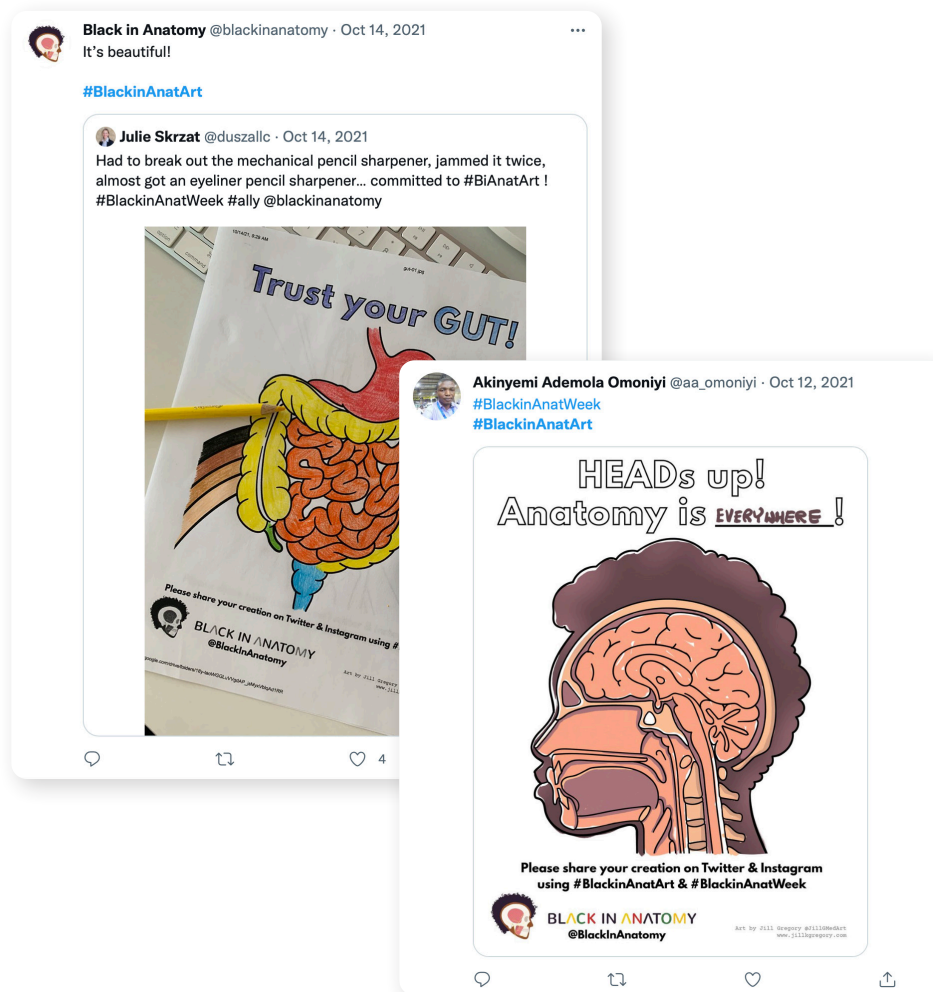 Black in Anatomy @blackinanatomy · Oct 14, 2021
It's beautiful!
#BlackinAnatArt
Julie Skrzat @duszallc · Oct 14, 2021
Had to break out the mechanical pencil sharpener, jammed it twice,
almost got an eyeliner pencil sharpener... committed to #BiAnatArt !
#BlackinAnatWeek #ally @blackinanatomy
gut-01.jpg
Trust your GUT!
Please share your creation on Twitter & Instagram using #
BLACK IN ANATOMY
@BlackInAnatomy
Art by Jill Gregory
4
Akinyemi Ademola Omoniyi @aa_omoniyi · Oct 12, 2021
#BlackinAnatWeek
#BlackinAnatArt
HEADs up!
Anatomy is EVERYWHERE!
Please share your creation on Twitter & Instagram
using #BlackinAnatArt & #BlackinAnatWeek
BLACK IN ANATOMY
@BlackInAnatomy
Art by Jill Gregory @JillGMedArt
www.jillkgregory.com